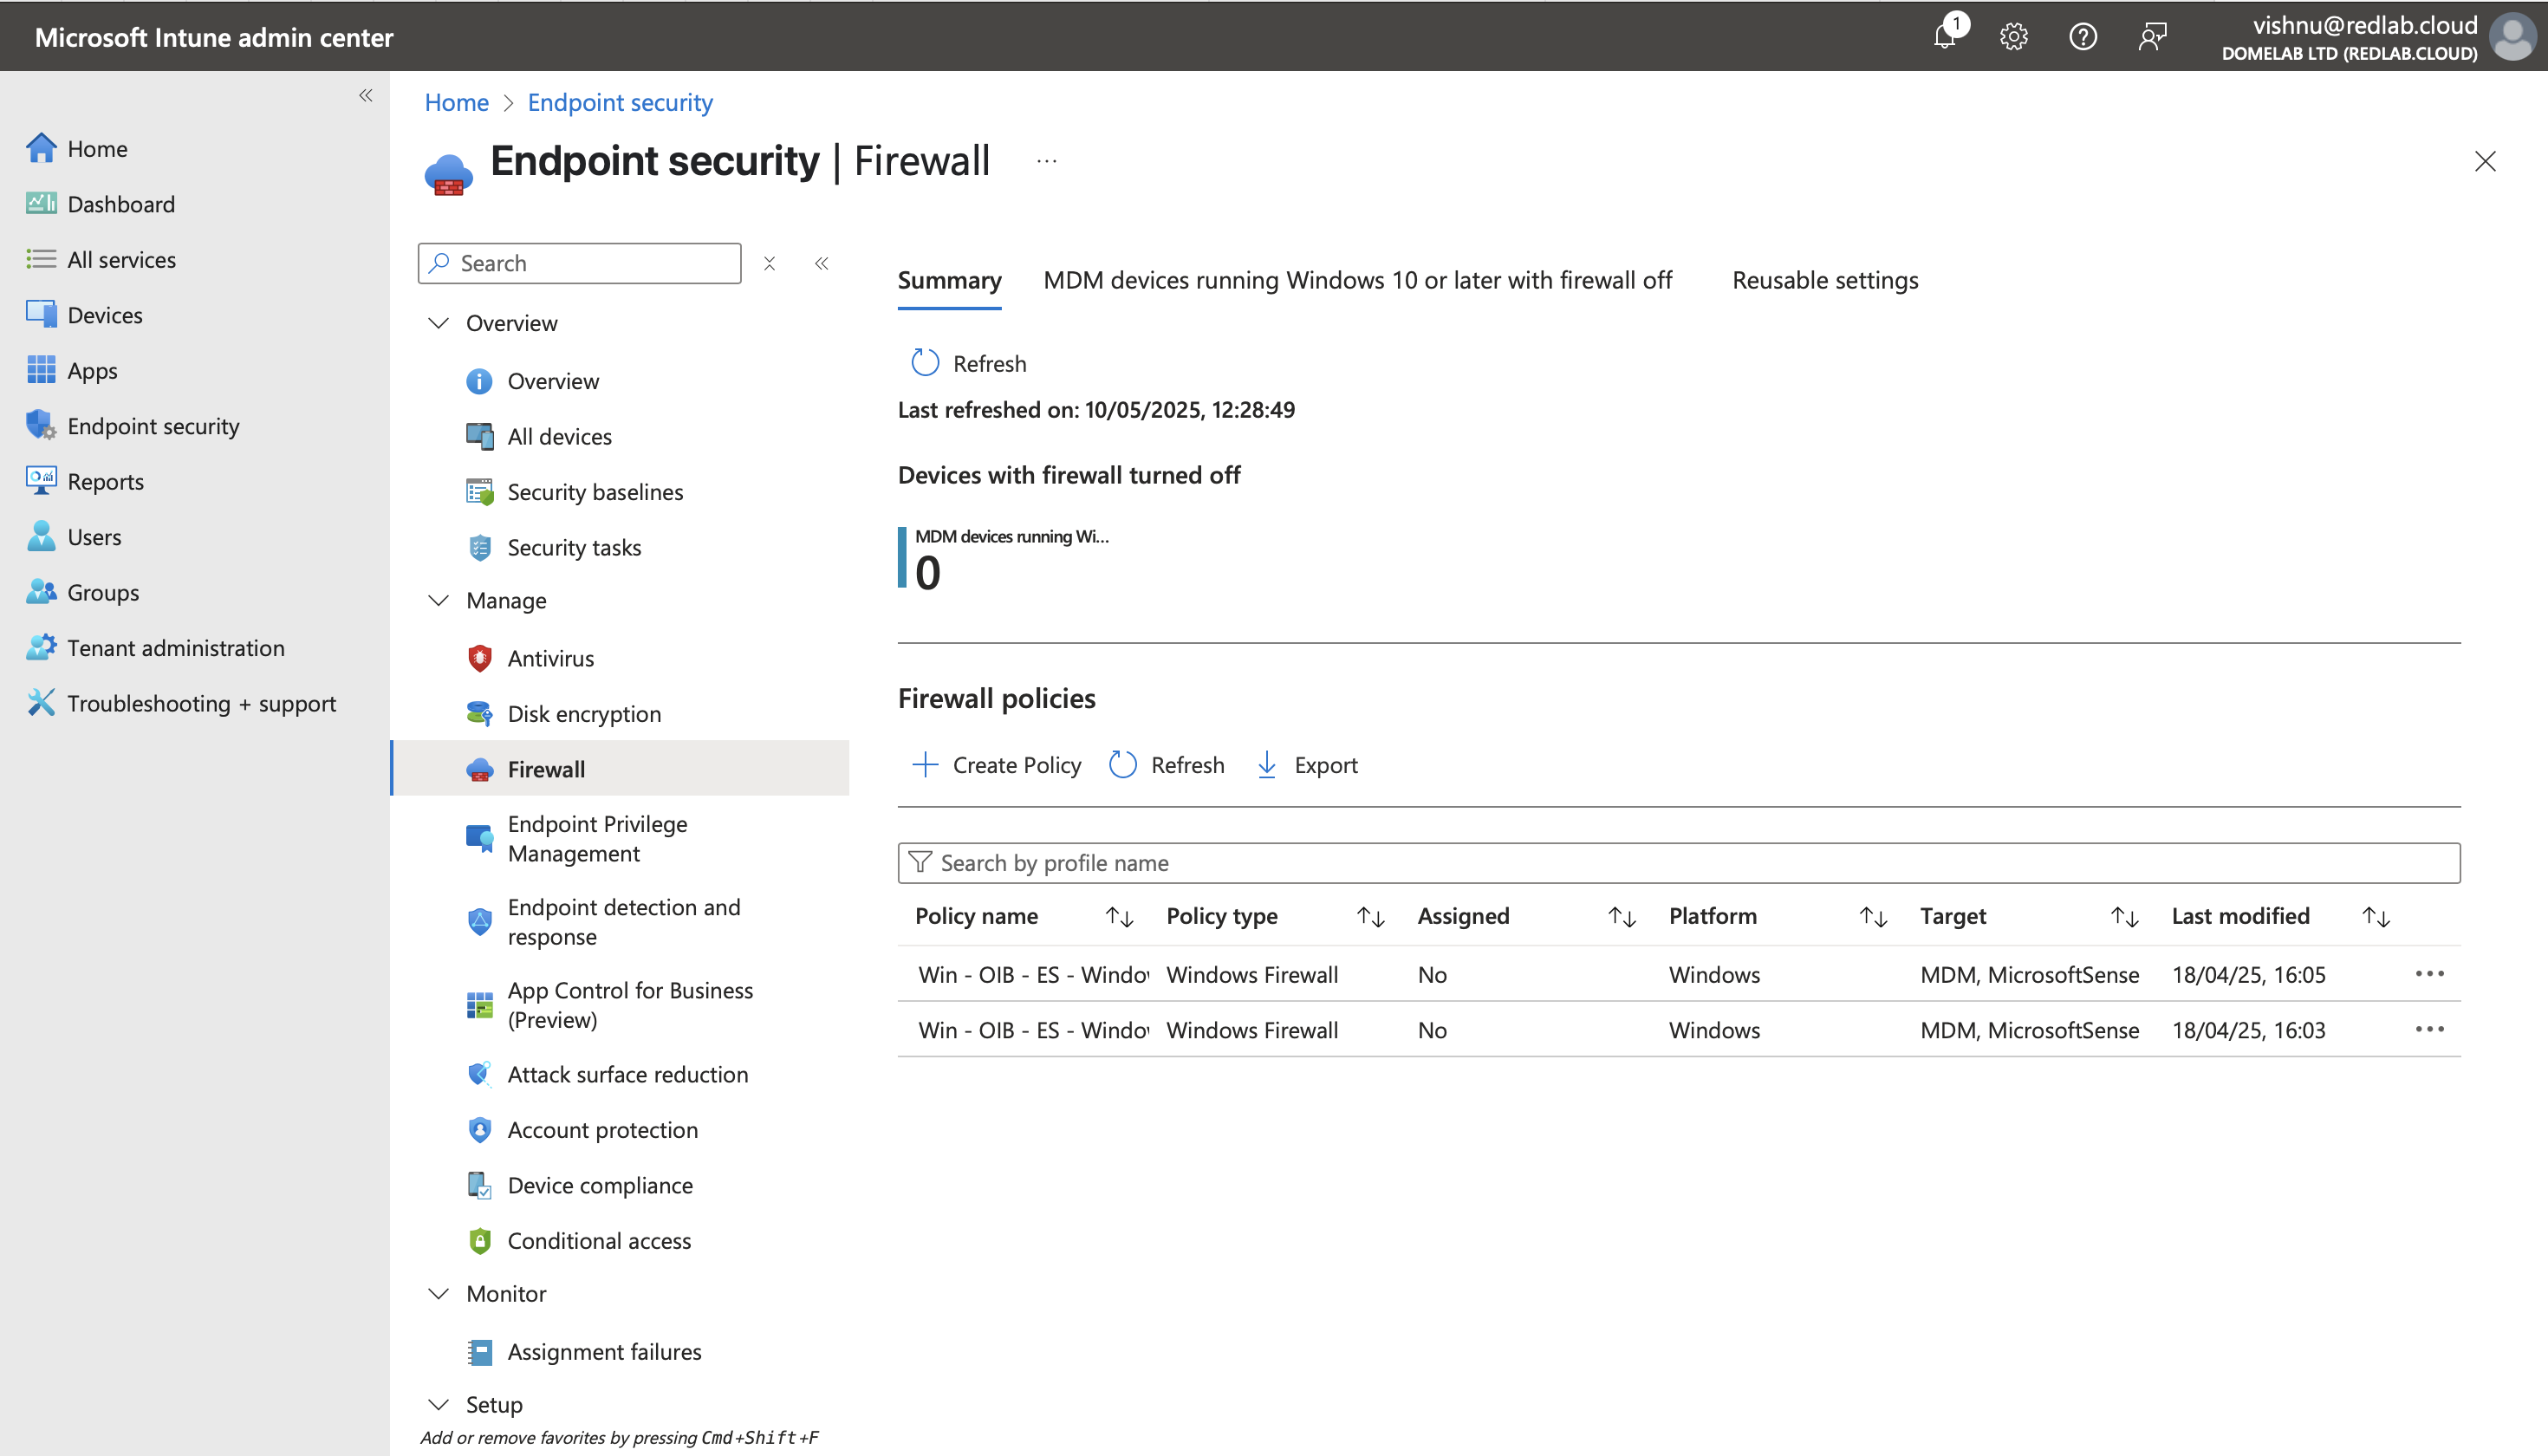 Microsoft Intune admin center
1
vishnu@redlab.cloud
DOMELAB LTD (REDLAB.CLOUD)
Home
Dashboard
All services
Devices
Apps
Endpoint security
Reports
Users
Groups
Tenant administration
Troubleshooting + support
Home > Endpoint security
Endpoint security | Firewall ...
Search
Overview
Overview
All devices
Security baselines
Security tasks
Manage
Antivirus
Disk encryption
Firewall
Endpoint Privilege
Management
Endpoint detection and
response
App Control for Business
(Preview)
Attack surface reduction
Account protection
Device compliance
Conditional access
Monitor
Assignment failures
Setup
Add or remove favorites by pressing Cmd+Shift+F
Summary MDM devices running Windows 10 or later with firewall off Reusable settings
Refresh
Last refreshed on: 10/05/2025, 12:28:49
Devices with firewall turned off
MDM devices running Wi...
0
Firewall policies
Create Policy Refresh Export
Search by profile name
Policy name Policy type Assigned Platform Target Last modified
Win - OIB - ES - Windo Windows Firewall No Windows MDM, MicrosoftSense 18/04/25, 16:05
Win - OIB - ES - Windo Windows Firewall No Windows MDM, MicrosoftSense 18/04/25, 16:03